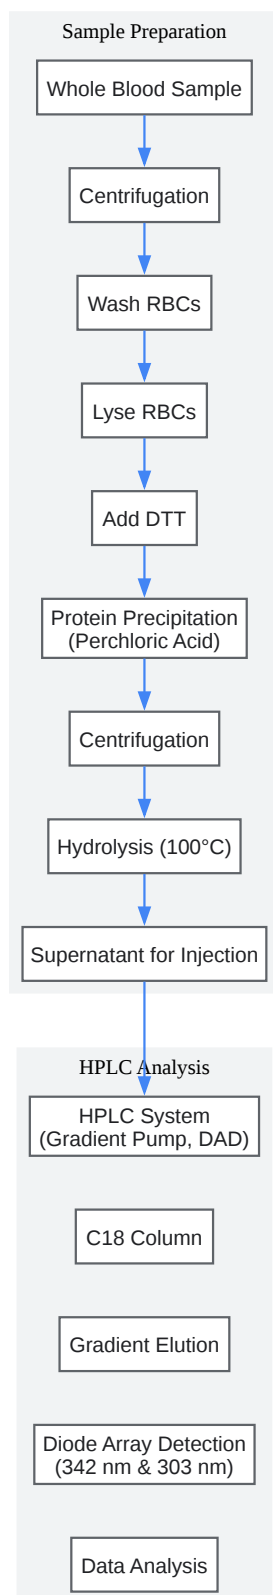 Sample Preparation
Whole Blood Sample
Centrifugation
Wash RBCs
Lyse RBCs
Add DTT
Protein Precipitation
(Perchloric Acid)
Centrifugation
Hydrolysis (100°C)
Supernatant for Injection
HPLC Analysis
HPLC System
(Gradient Pump, DAD)
C18 Column
Gradient Elution
Diode Array Detection
(342 nm & 303 nm)
Data Analysis